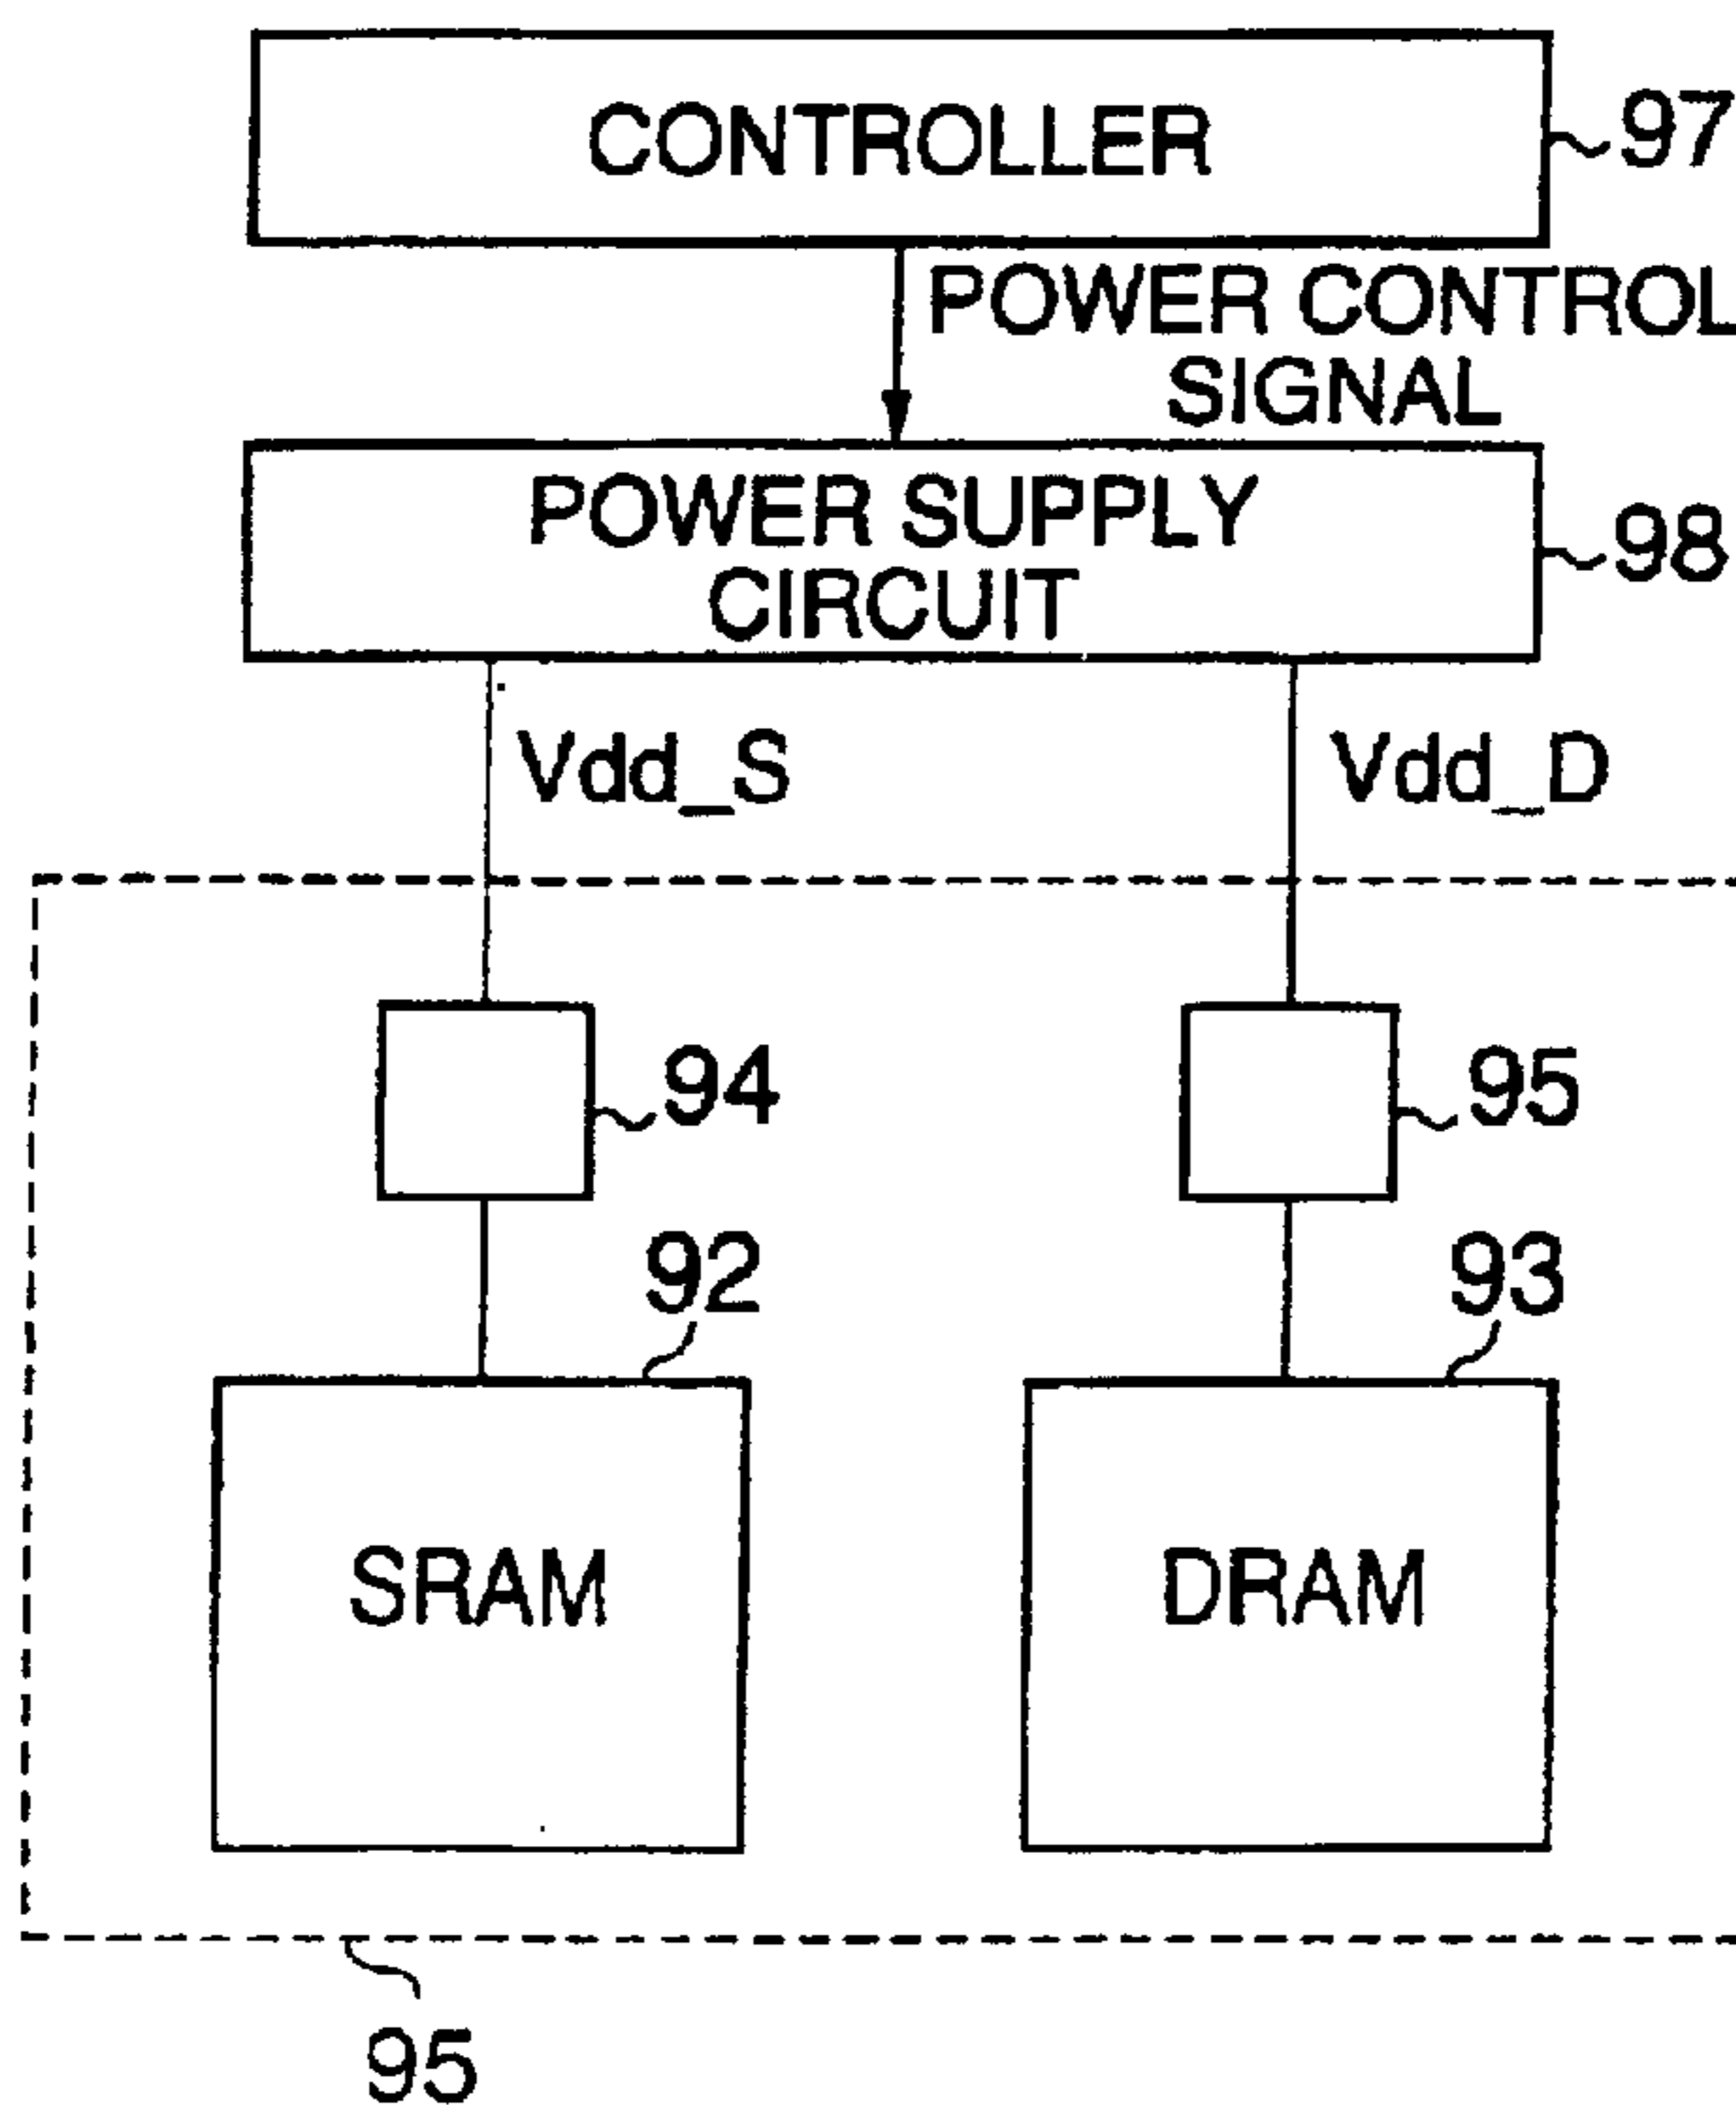 CONTROLLER
97
POWER CONTROL
SIGNAL
POWER SUPPLY
CIRCUIT
98
Vdd_S
Vdd_D
94
95
92
93
SRAM
DRAM
95